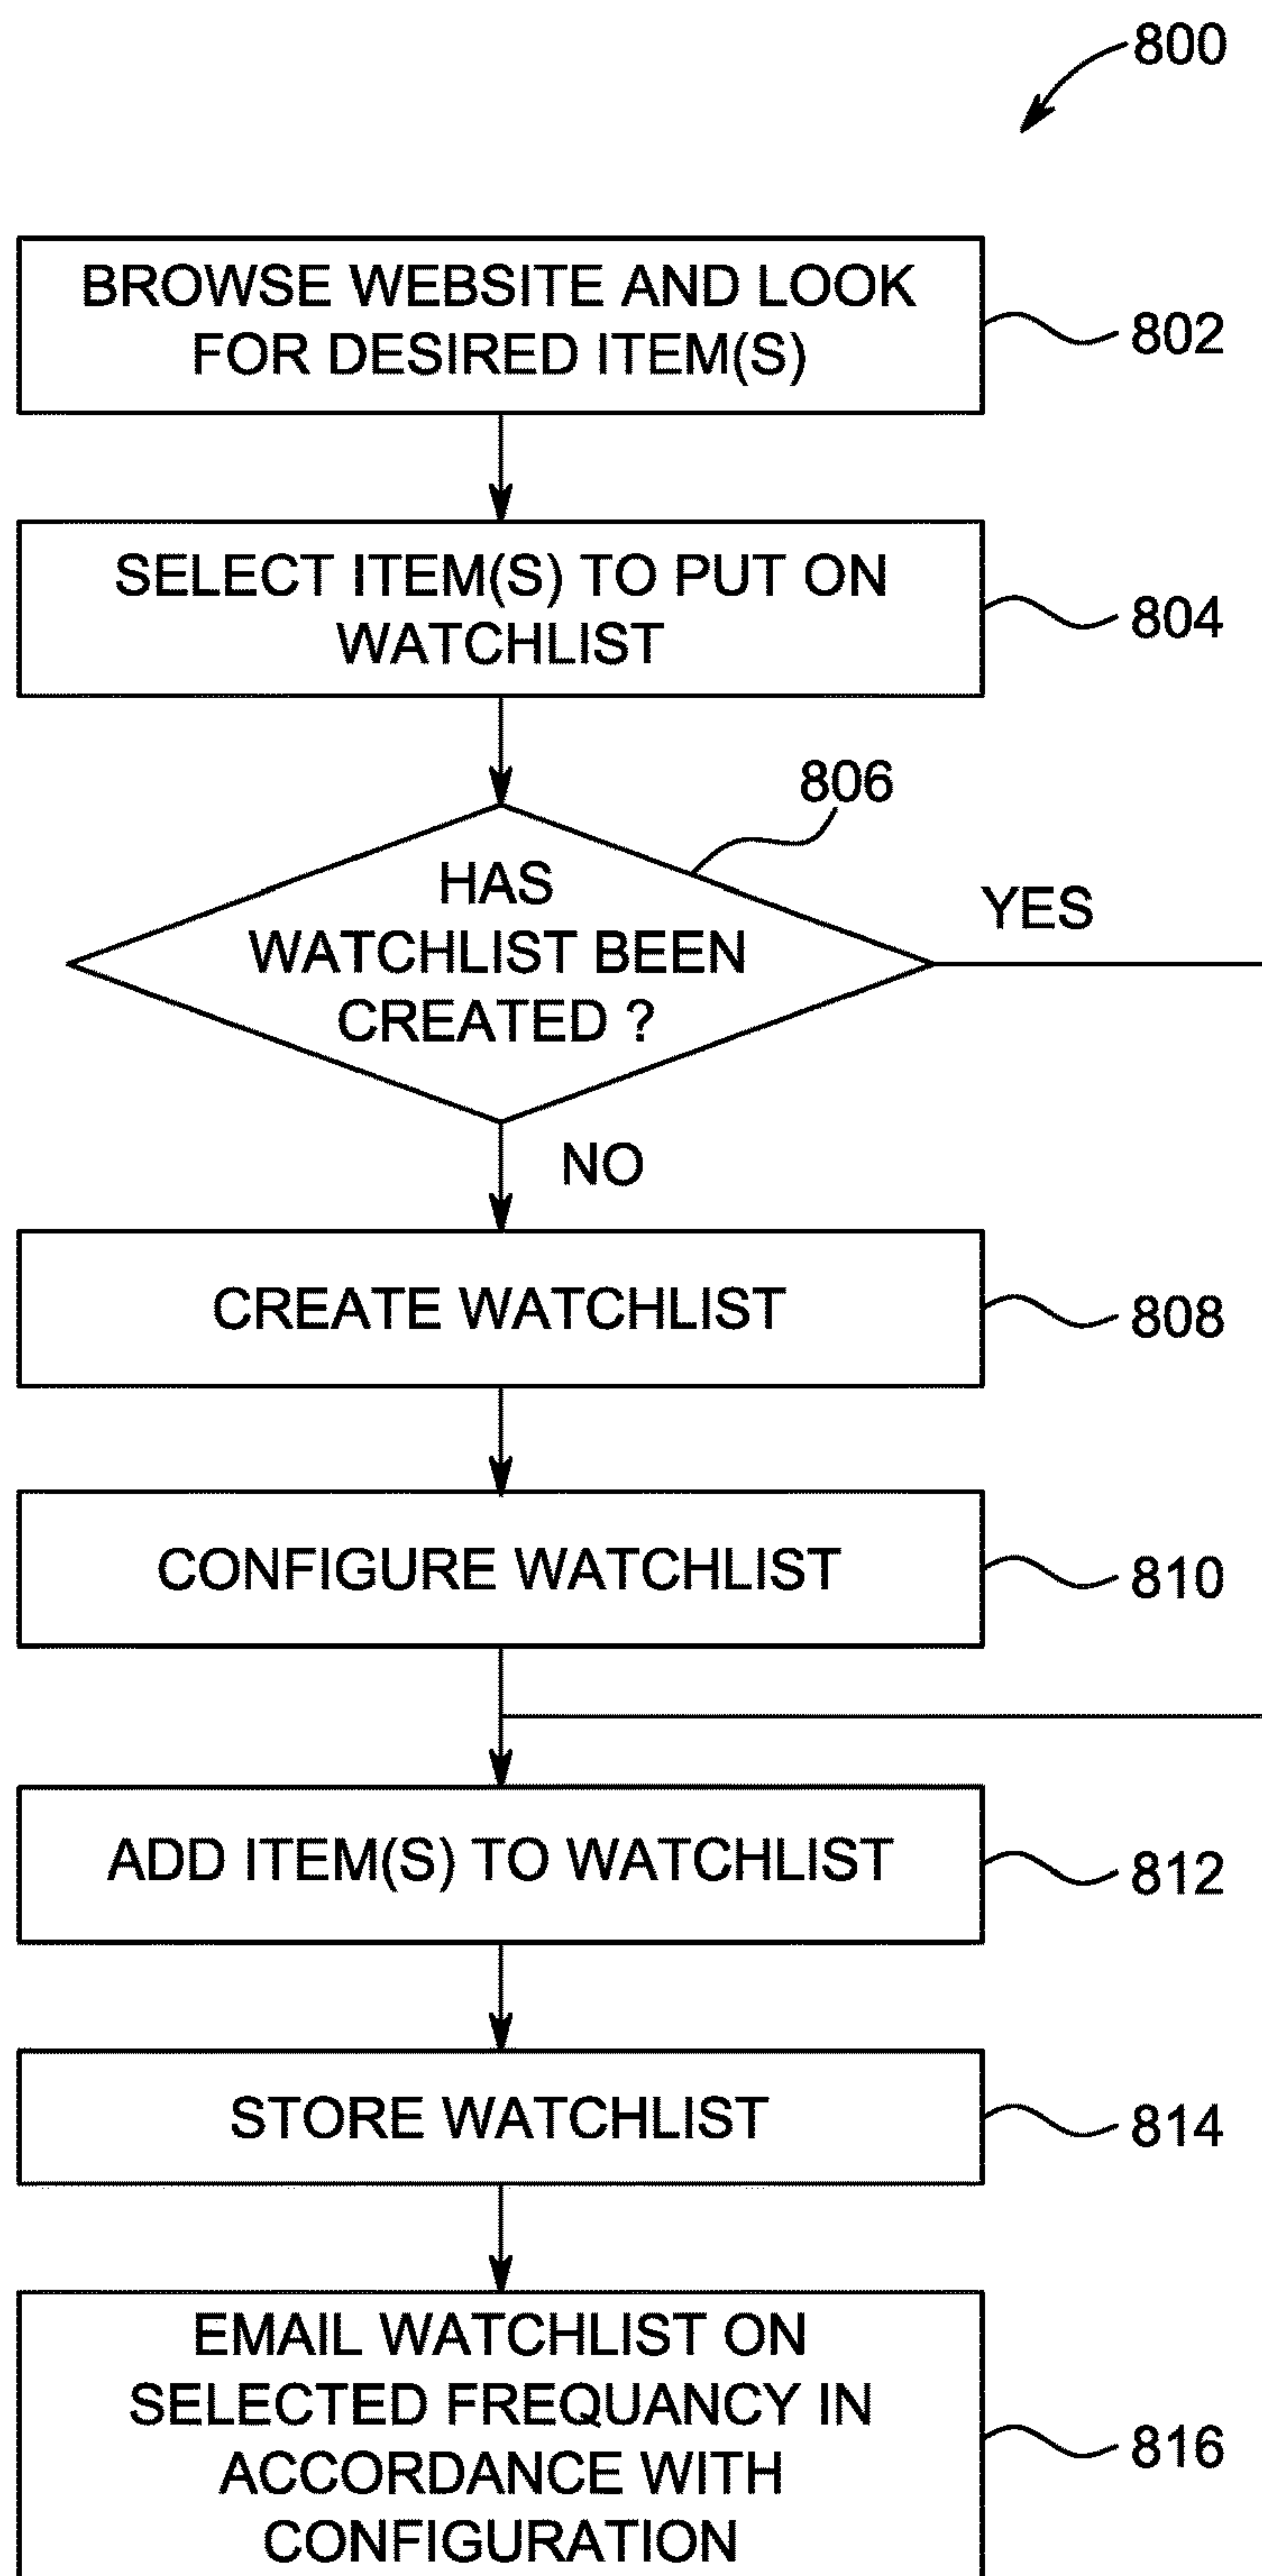 800
BROWSE WEBSITE AND LOOK
FOR DESIRED ITEM(S)
802
SELECT ITEM(S) TO PUT ON
WATCHLIST
804
806
HAS
WATCHLIST BEEN
CREATED ?
YES
NO
CREATE WATCHLIST
808
CONFIGURE WATCHLIST
810
ADD ITEM(S) TO WATCHLIST
812
STORE WATCHLIST
814
EMAIL WATCHLIST ON
SELECTED FREQUANCY IN
ACCORDANCE WITH
CONFIGURATION
816